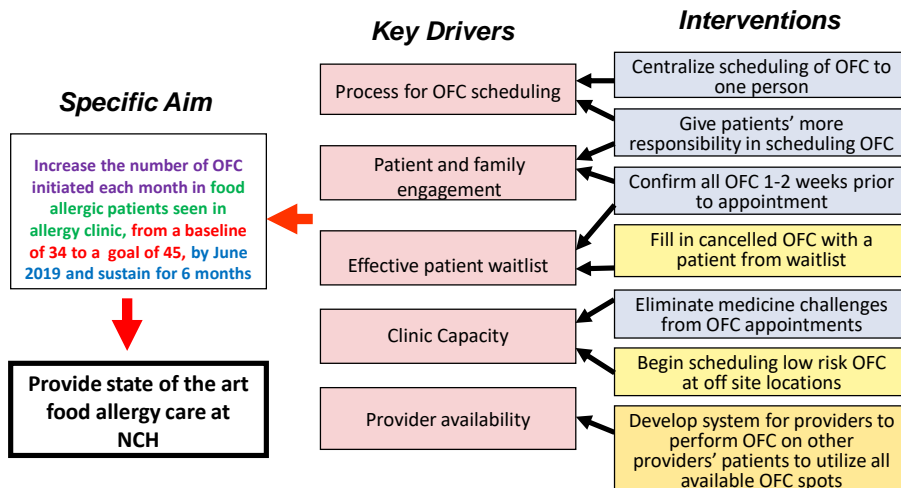 Key Drivers
Interventions
Specific Aim
Increase the number of OFC
initiated each month in food
allergic patients seen in
allergy clinic, from a baseline
of 34 to a goal of 45, by June
2019 and sustain for 6 months
Provide state of the art
food allergy care at
NCH
Process for OFC scheduling
Patient and family
engagement
Effective patient waitlist
Clinic Capacity
Provider availability
Centralize scheduling of OFC to
one person
Give patients' more
responsibility in scheduling OFC
Confirm all OFC 1-2 weeks prior
to appointment
Fill in cancelled OFC with a
patient from waitlist
Eliminate medicine challenges
from OFC appointments
Begin scheduling low risk OFC
at off site locations
Develop system for providers to
perform OFC on other
providers' patients to utilize all
available OFC spots